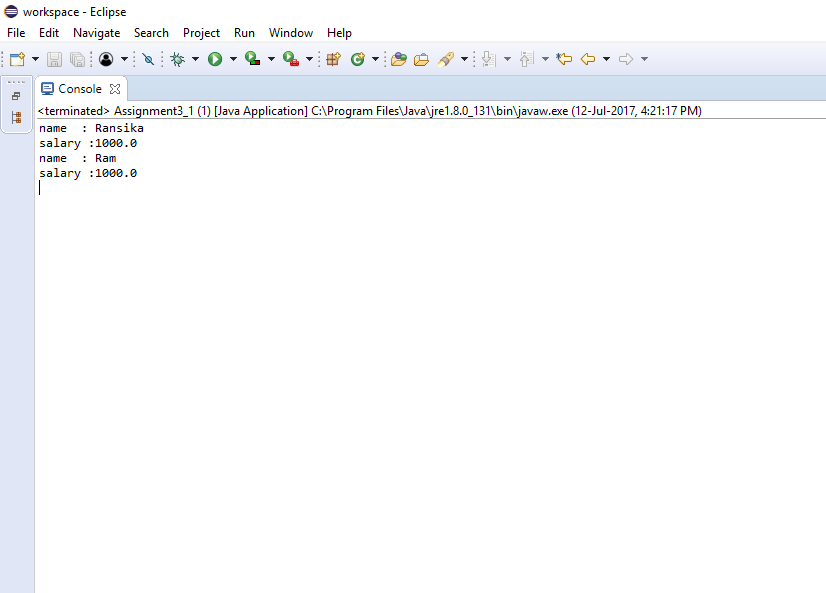 workspace - Eclipse
File Edit Navigate Search Project Run Window Help
Console
<terminated> Assignment3_1 (1) [Java Application] C:\Program Files\Java\jre1.8.0_131\bin\javaw.exe (12-Jul-2017, 4:21:17 PM)
name  : Ransika
salary :1000.0
name  : Ram
salary :1000.0